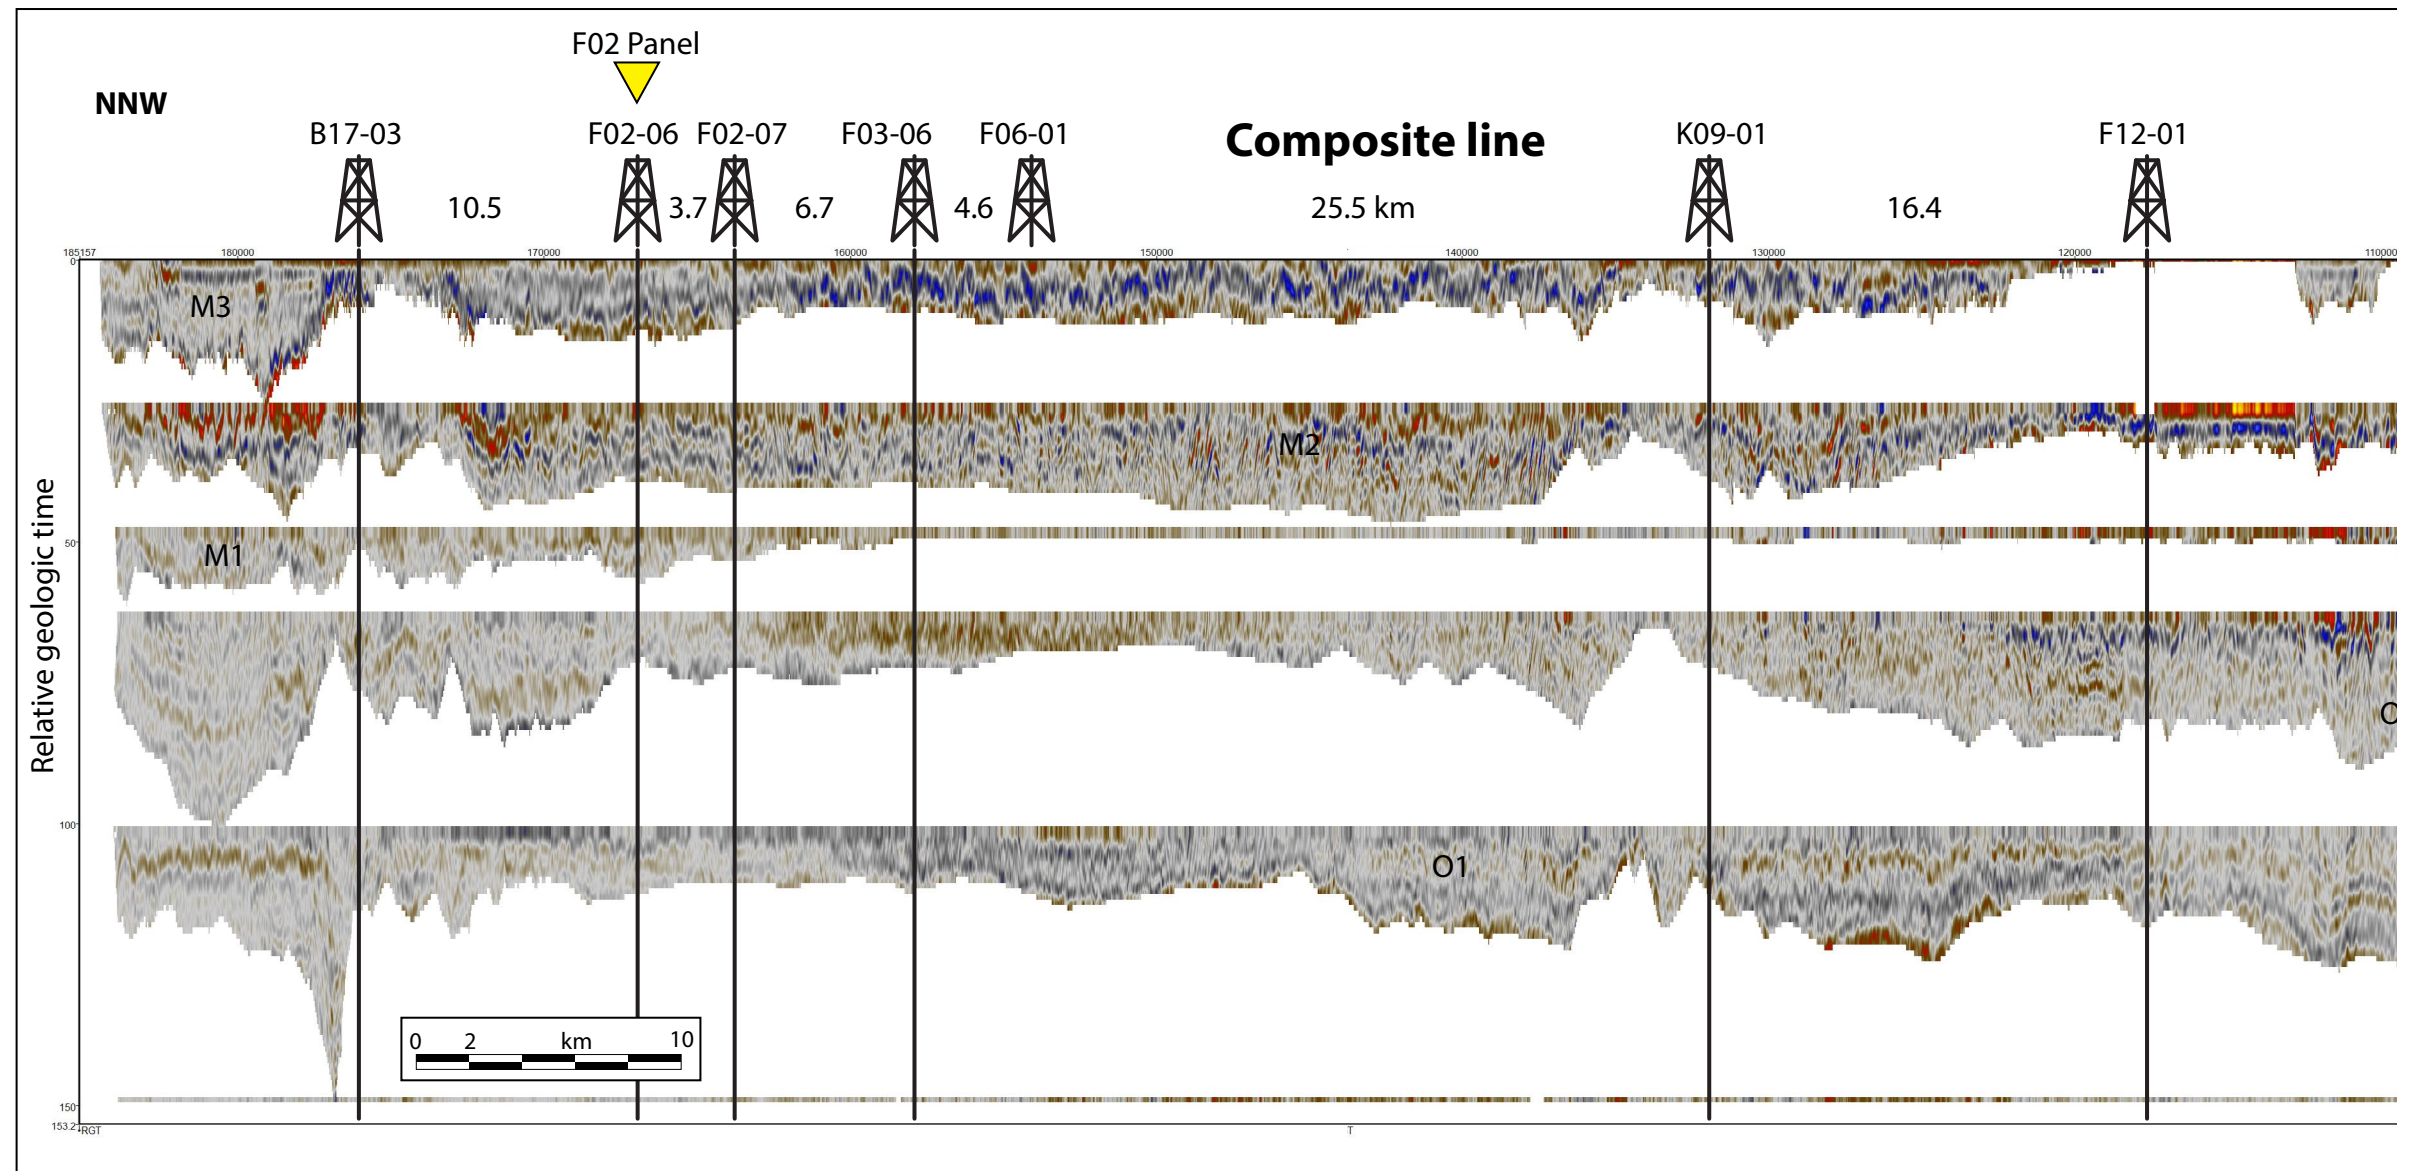 F02 Panel
NNW
B17-03 F02-06 F02-07 F03-06 F06-01 Composite line K09-01 F12-01
10.5 3.7 6.7 4.6 25.5 km 16.4
185157 180000 170000 160000 150000 140000 130000 120000 110000
0
M3
M2
Relative geologic time
50
M1
O
100
O1
0 2 km 10
150
153.2
RGT T